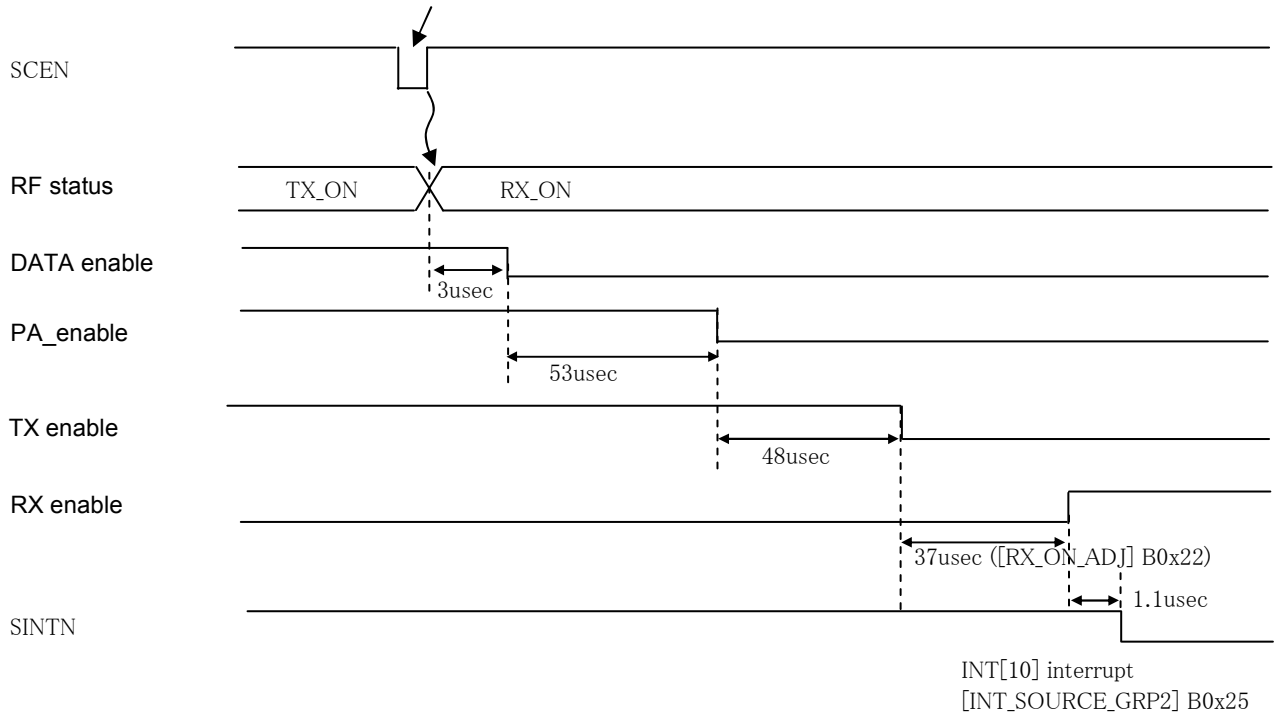 SCEN
RF status
TX_ON
RX_ON
DATA enable
3usec
PA_enable
53usec
TX enable
48usec
RX enable
37usec ([RX_ON_ADJ] B0x22)
1.1usec
SINTN
INT[10] interrupt
[INT_SOURCE_GRP2] B0x25